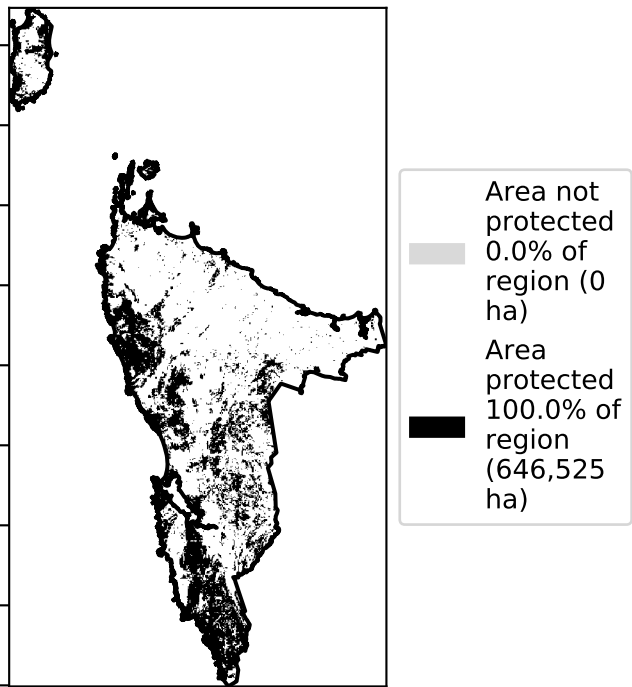 Area not
protected
0.0% of
region (0
ha)
Area
protected
100.0% of
region
(646,525
ha)